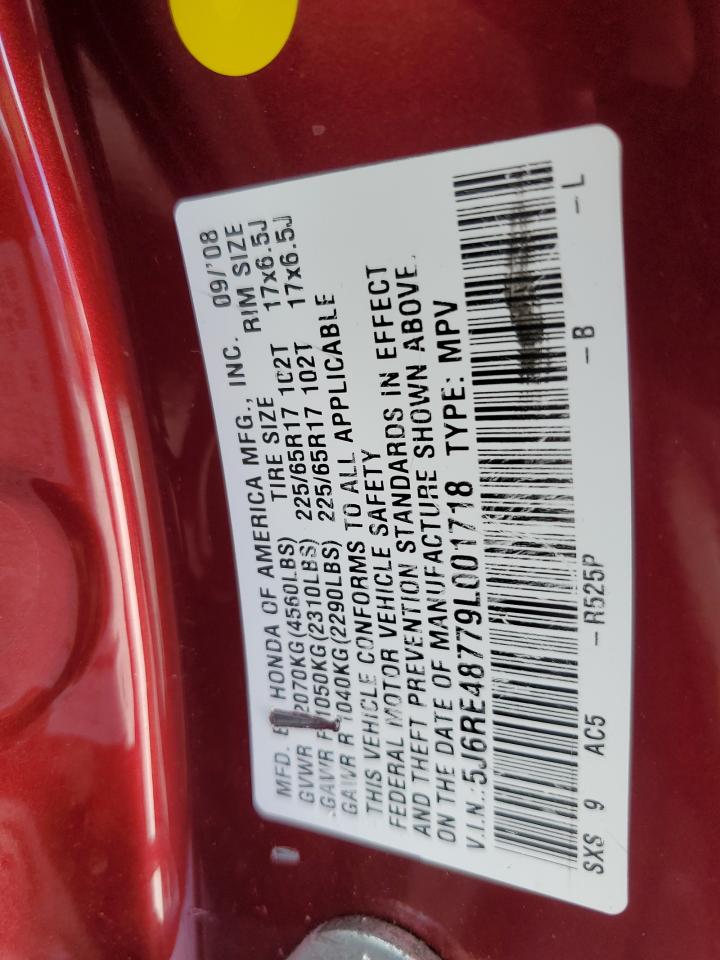 MFD. BY HONDA OF AMERICA MFG., INC. 09/'08
GVWR 2070KG(4560LBS) TIRE SIZE RIM SIZE
GAWR F 1050KG(2310LBS) 225/65R17 102T 17x6.5J
GAWR R 1040KG(2290LBS) 225/65R17 102T 17x6.5J
THIS VEHICLE CONFORMS TO ALL APPLICABLE
FEDERAL MOTOR VEHICLE SAFETY
AND THEFT PREVENTION STANDARDS IN EFFECT
ON THE DATE OF MANUFACTURE SHOWN ABOVE.
V.I.N.:5J6RE48779L001718 TYPE: MPV
SXS 9 AC5 –R525P –B –L